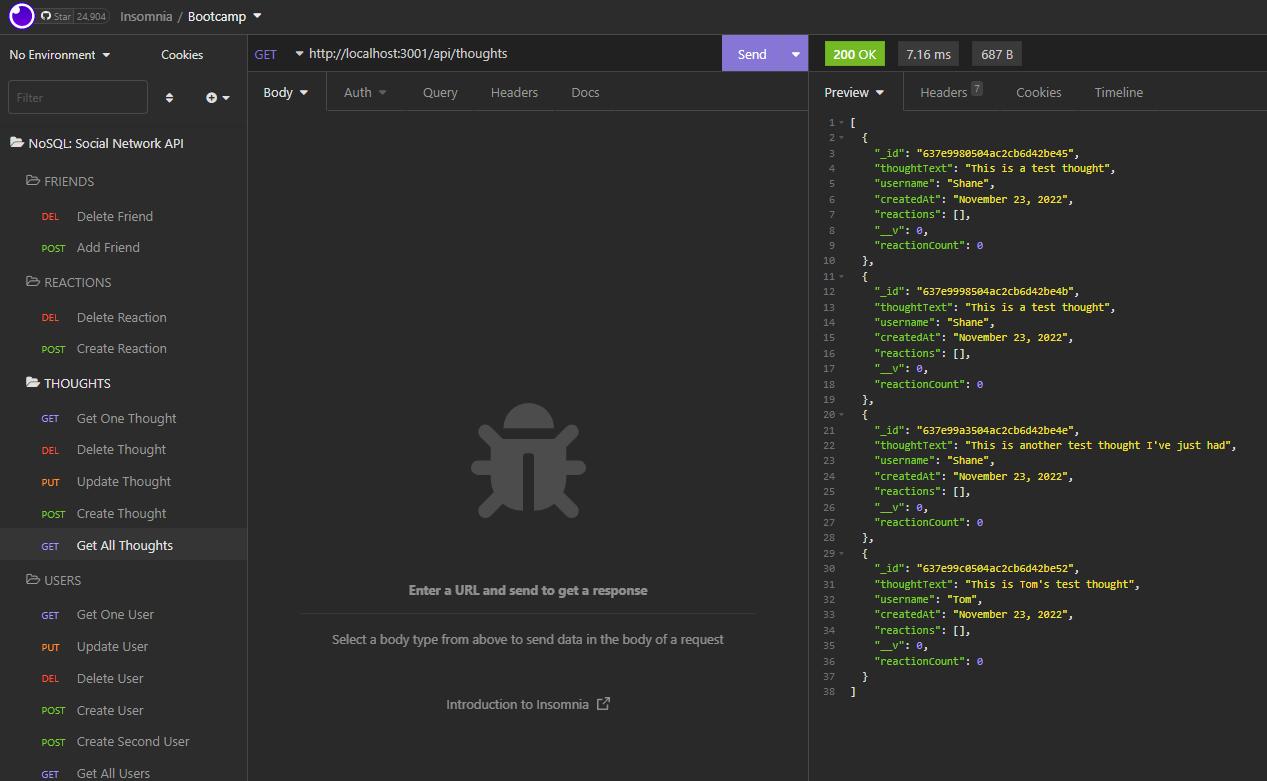 Star 24,904 Insomnia / Bootcamp
No Environment Cookies
Filter
NoSQL: Social Network API
FRIENDS
DEL Delete Friend
POST Add Friend
REACTIONS
DEL Delete Reaction
POST Create Reaction
THOUGHTS
GET Get One Thought
DEL Delete Thought
PUT Update Thought
POST Create Thought
GET Get All Thoughts
USERS
GET Get One User
PUT Update User
DEL Delete User
POST Create User
POST Create Second User
GET Get All Users
GET http://localhost:3001/api/thoughts Send
Body Auth Query Headers Docs
Enter a URL and send to get a response
Select a body type from above to send data in the body of a request
Introduction to Insomnia
200 OK 7.16 ms 687 B
Preview Headers 7 Cookies Timeline
1 [
2 {
3 "_id": "637e9980504ac2cb6d42be45",
4 "thoughtText": "This is a test thought",
5 "username": "Shane",
6 "createdAt": "November 23, 2022",
7 "reactions": [],
8 "__v": 0,
9 "reactionCount": 0
10 },
11 {
12 "_id": "637e9998504ac2cb6d42be4b",
13 "thoughtText": "This is a test thought",
14 "username": "Shane",
15 "createdAt": "November 23, 2022",
16 "reactions": [],
17 "__v": 0,
18 "reactionCount": 0
19 },
20 {
21 "_id": "637e99a3504ac2cb6d42be4e",
22 "thoughtText": "This is another test thought I've just had",
23 "username": "Shane",
24 "createdAt": "November 23, 2022",
25 "reactions": [],
26 "__v": 0,
27 "reactionCount": 0
28 },
29 {
30 "_id": "637e99c0504ac2cb6d42be52",
31 "thoughtText": "This is Tom's test thought",
32 "username": "Tom",
33 "createdAt": "November 23, 2022",
34 "reactions": [],
35 "__v": 0,
36 "reactionCount": 0
37 }
38 ]